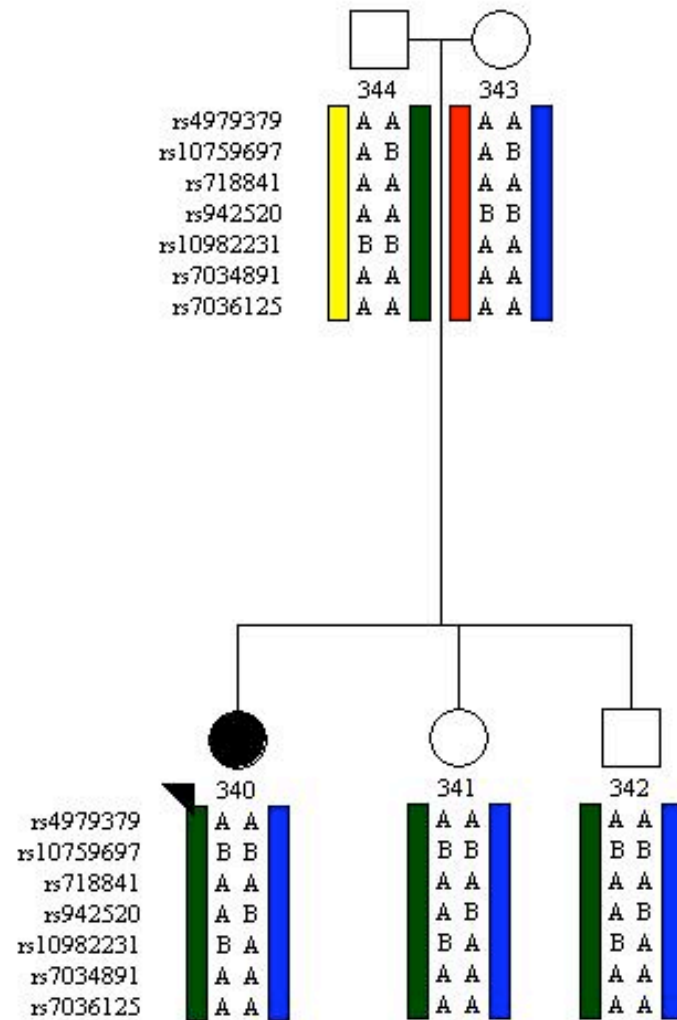 344 343
rs4979379 A A A A
rs10759697 A B A B
rs718841 A A A A
rs942520 A A B B
rs10982231 B B A A
rs7034891 A A A A
rs7036125 A A A A
340 341 342
rs4979379 A A A A A A
rs10759697 B B B B B B
rs718841 A A A A A A
rs942520 A B A B A B
rs10982231 B A B A B A
rs7034891 A A A A A A
rs7036125 A A A A A A